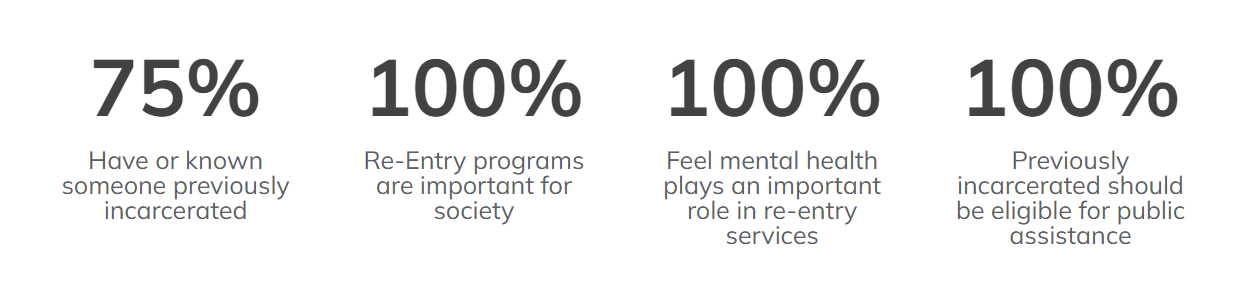 75%
Have or known
someone previously
incarcerated
100%
Re-Entry programs
are important for
society
100%
Feel mental health
plays an important
role in re-entry
services
100%
Previously
incarcerated should
be eligible for public
assistance